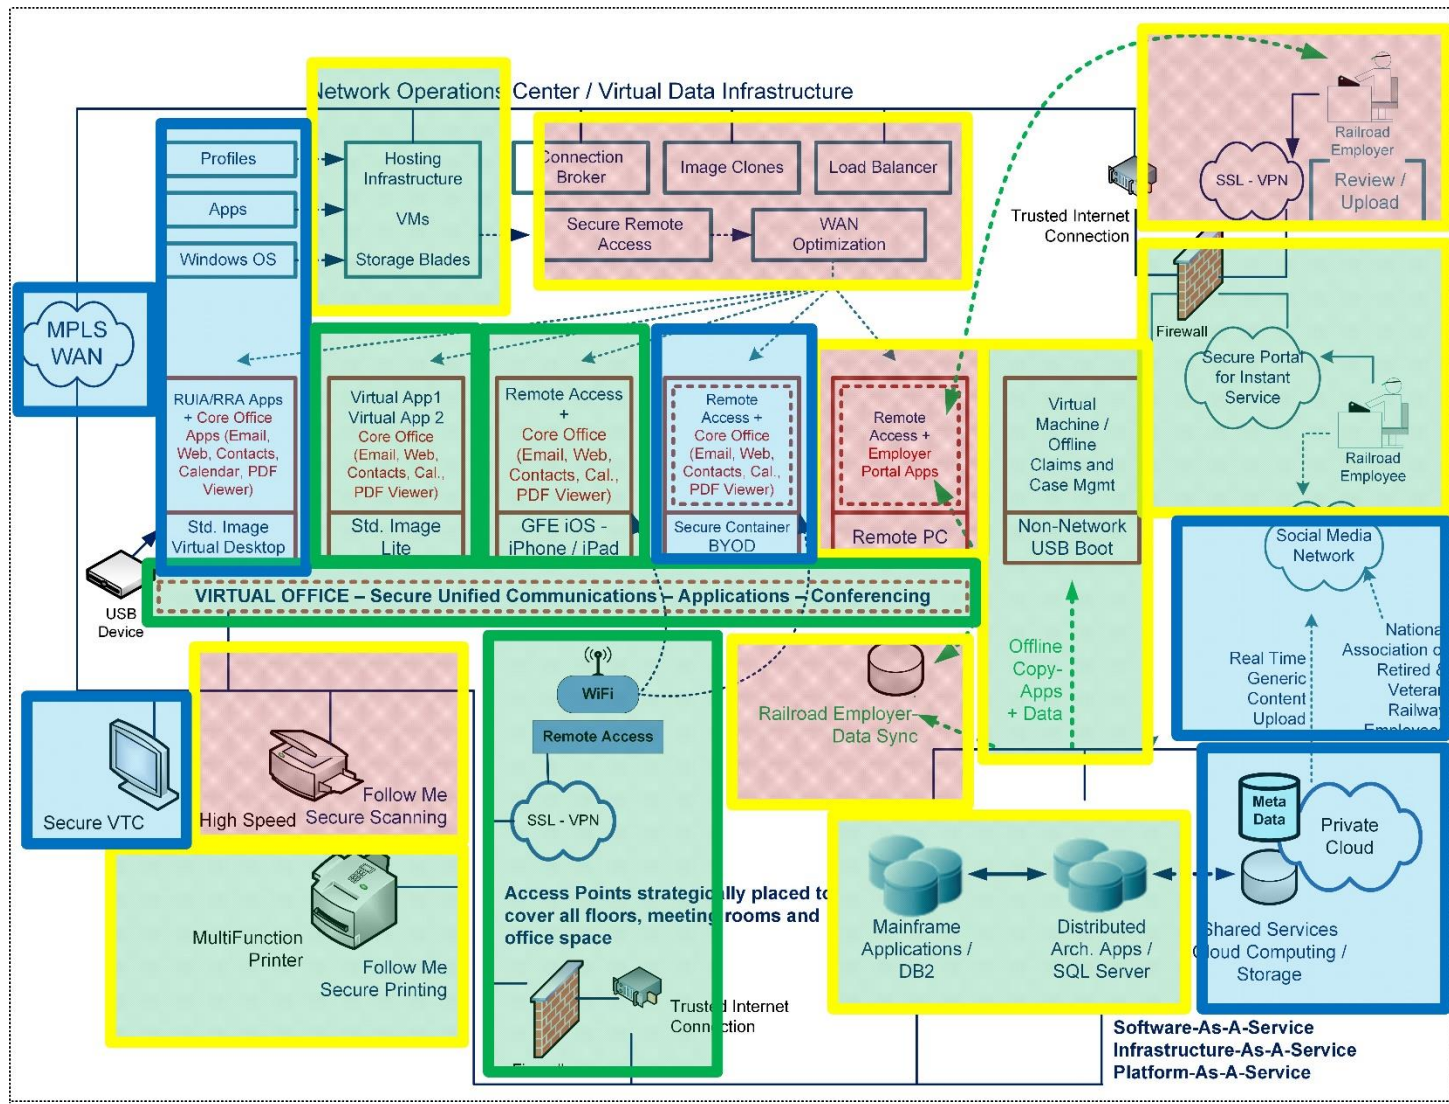 Network Operations Center / Virtual Data Infrastructure
Profiles
Apps
Windows OS
Hosting
Infrastructure
VMs
Storage Blades
Connection
Broker
Image Clones
Load Balancer
Secure Remote
Access
WAN
Optimization
Trusted Internet
Connection
SSL - VPN
Railroad
Employer
Review /
Upload
Firewall
Secure Portal
for Instant
Service
Railroad
Employee
MPLS
WAN
RUIA/RRA Apps
+ Core Office
Apps (Email,
Web, Contacts,
Calendar, PDF
Viewer)
Std. Image
Virtual Desktop
Virtual App1
Virtual App 2
Core Office
(Email, Web,
Contacts, Cal.,
PDF Viewer)
Std. Image
Lite
Remote Access
+
Core Office
(Email, Web,
Contacts, Cal.,
PDF Viewer)
GFE iOS -
iPhone / iPad
Remote
Access +
Core Office
(Email, Web,
Contacts, Cal.,
PDF Viewer)
Secure Container
BYOD
Remote
Access +
Employer
Portal Apps
Remote PC
Virtual
Machine /
Offline
Claims and
Case Mgmt
Non-Network
USB Boot
Social Media
Network
USB
Device
VIRTUAL OFFICE – Secure Unified Communications – Applications – Conferencing
WiFi
Remote Access
SSL - VPN
Access Points strategically placed to
cover all floors, meeting rooms and
office space
Trusted Internet
Connection
Railroad Employer-
Data Sync
Offline
Copy-
Apps
+ Data
Real Time
Generic
Content
Upload
National
Association
Retired &
Veteran
Railway
Secure VTC
High Speed
Follow Me
Secure Scanning
MultiFunction
Printer
Follow Me
Secure Printing
Mainframe
Applications /
DB2
Distributed
Arch. Apps /
SQL Server
Meta
Data
Private
Cloud
Shared Services
Cloud Computing /
Storage
Software-As-A-Service
Infrastructure-As-A-Service
Platform-As-A-Service